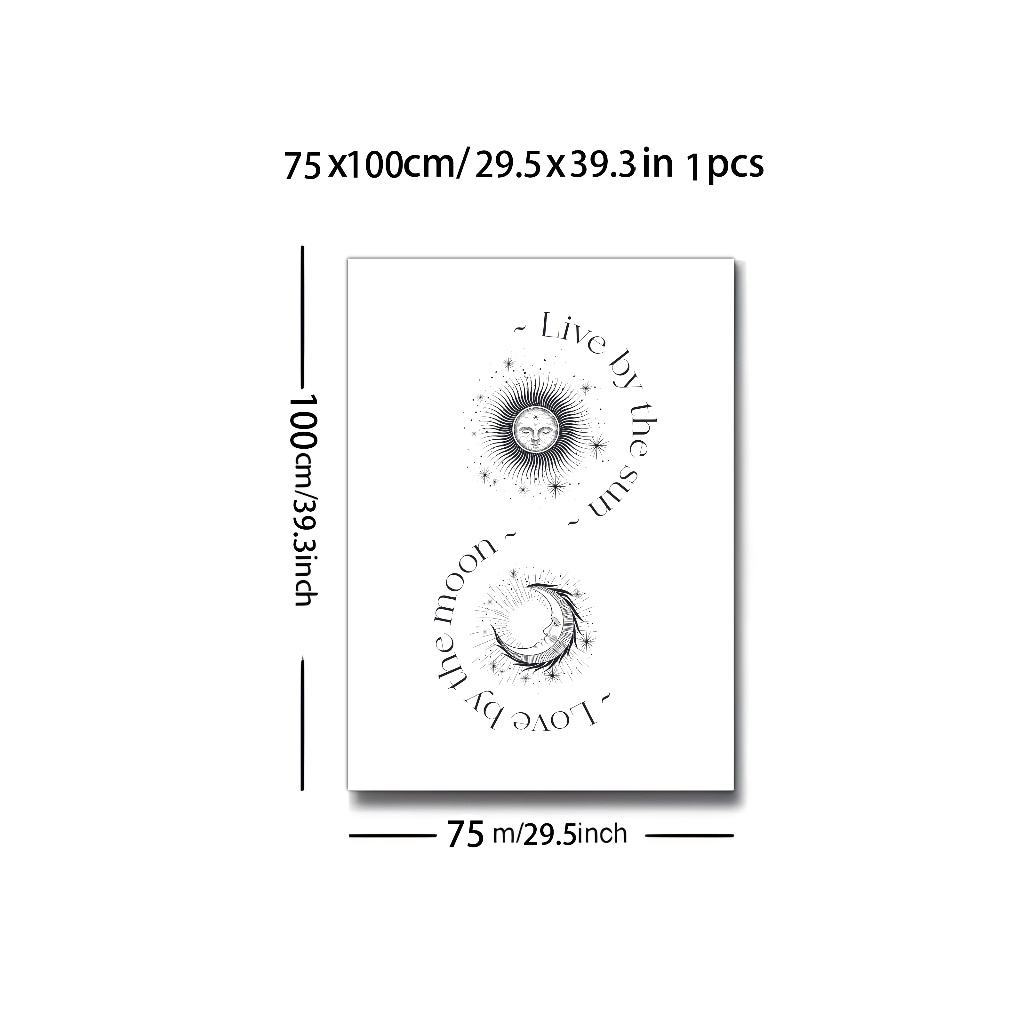 75x100cm/ 29.5x39.3in 1pcs
~ Live by the sun ~
100cm/39.3inch
~ Love by the moon ~
75 m/29.5inch